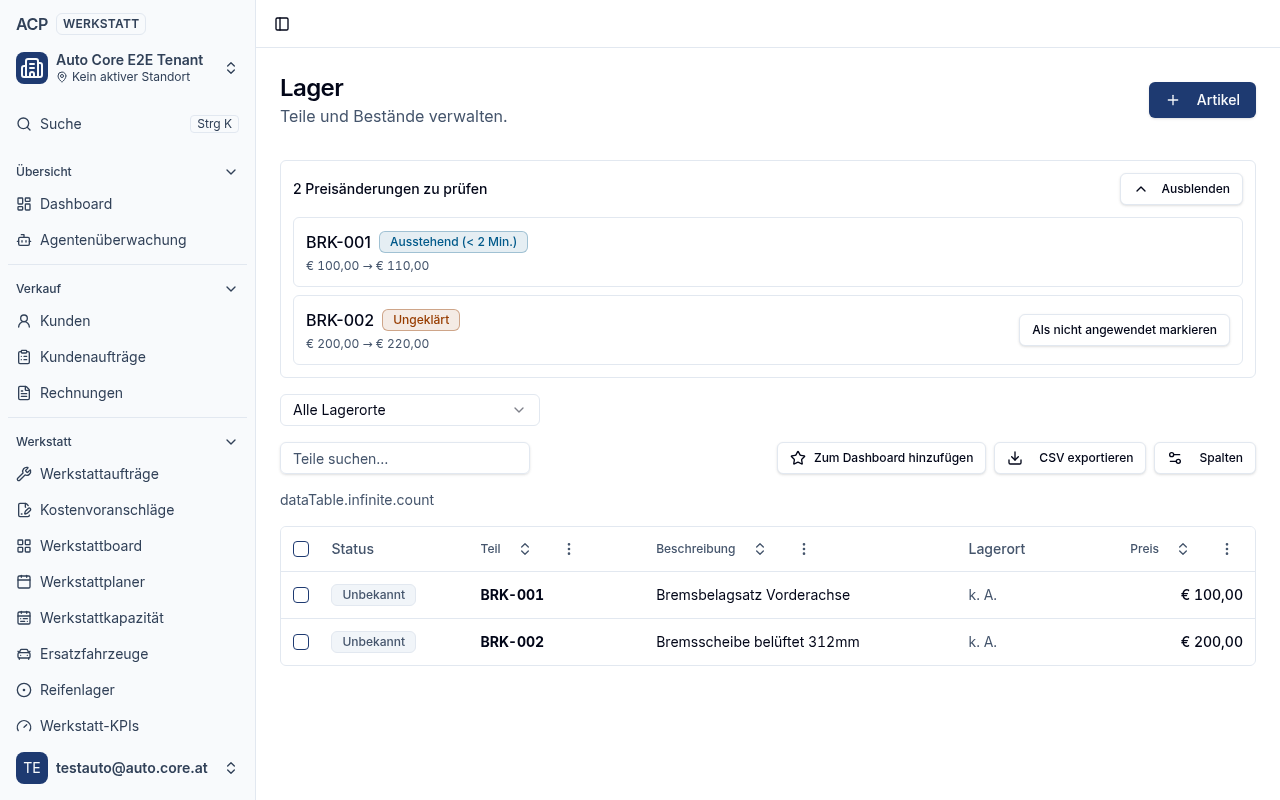 ACP WERKSTATT
Auto Core E2E Tenant
Kein aktiver Standort
Suche Strg K
Übersicht
Dashboard
Agentenüberwachung
Verkauf
Kunden
Kundenaufträge
Rechnungen
Werkstatt
Werkstattaufträge
Kostenvoranschläge
Werkstattboard
Werkstattplaner
Werkstattkapazität
Ersatzfahrzeuge
Reifenlager
Werkstatt-KPIs
TE testauto@auto.core.at
Lager
Teile und Bestände verwalten.
Artikel
2 Preisänderungen zu prüfen
Ausblenden
BRK-001 Ausstehend (< 2 Min.)
€ 100,00 → € 110,00
BRK-002 Ungeklärt
€ 200,00 → € 220,00
Als nicht angewendet markieren
Alle Lagerorte
Teile suchen...
Zum Dashboard hinzufügen
CSV exportieren
Spalten
dataTable.infinite.count
Status Teil Beschreibung Lagerort Preis
Unbekannt BRK-001 Bremsbelagsatz Vorderachse k. A. € 100,00
Unbekannt BRK-002 Bremsscheibe belüftet 312mm k. A. € 200,00